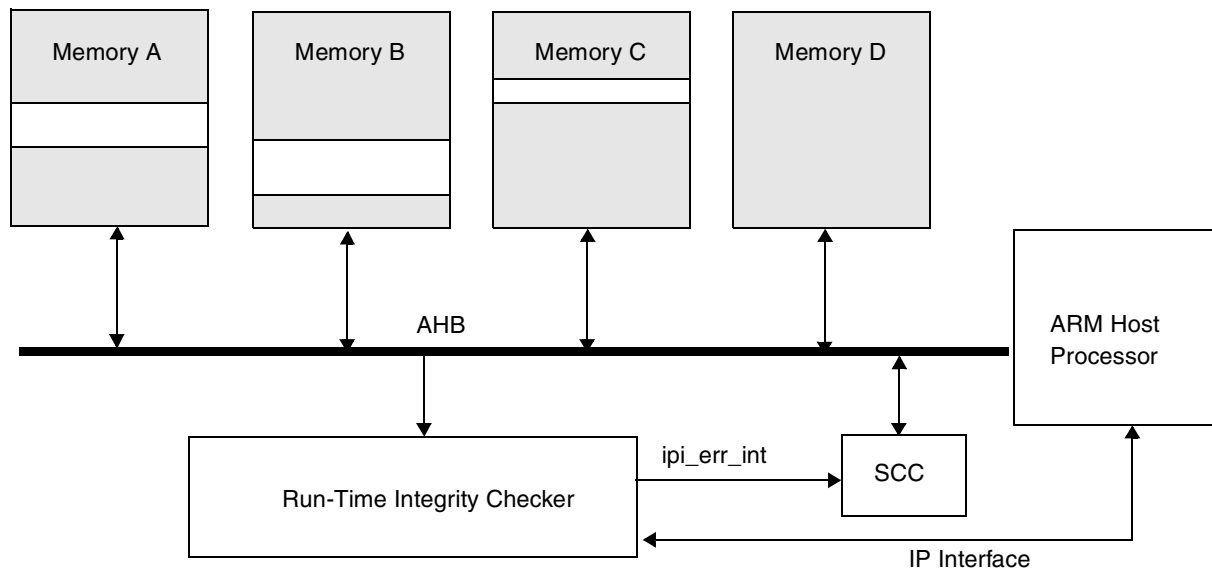 Memory A
Memory B
Memory C
Memory D
AHB
ARM Host
Processor
ipi_err_int
SCC
Run-Time Integrity Checker
IP Interface